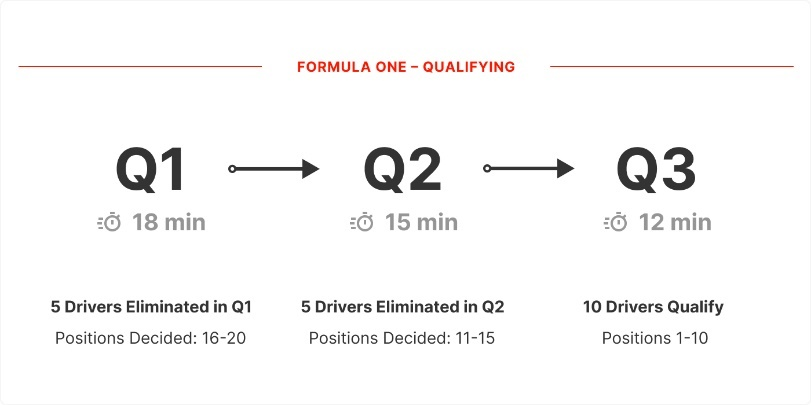 FORMULA ONE – QUALIFYING
Q1
Q2
Q3
18 min
15 min
12 min
5 Drivers Eliminated in Q1
5 Drivers Eliminated in Q2
10 Drivers Qualify
Positions Decided: 16-20
Positions Decided: 11-15
Positions 1-10